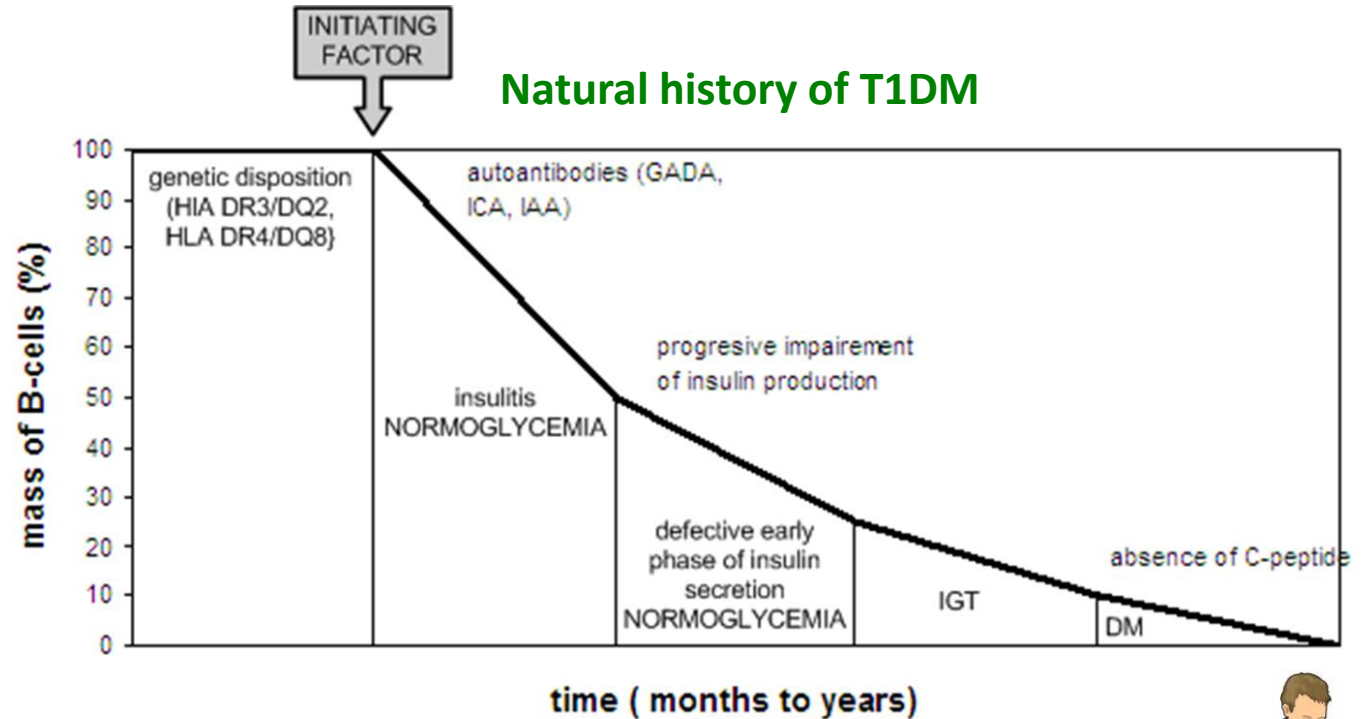 INITIATING
FACTOR
Natural history of T1DM
mass of B-cells (%)
100
90
80
70
60
50
40
30
20
10
0
genetic disposition
(HIA DR3/DQ2,
HLA DR4/DQ8}
autoantibodies (GADA,
ICA, IAA)
insulitis
NORMOGLYCEMIA
progresive impairement
of insulin production
defective early
phase of insulin
secretion
NORMOGLYCEMIA
IGT
absence of C-peptide
DM
time ( months to years)